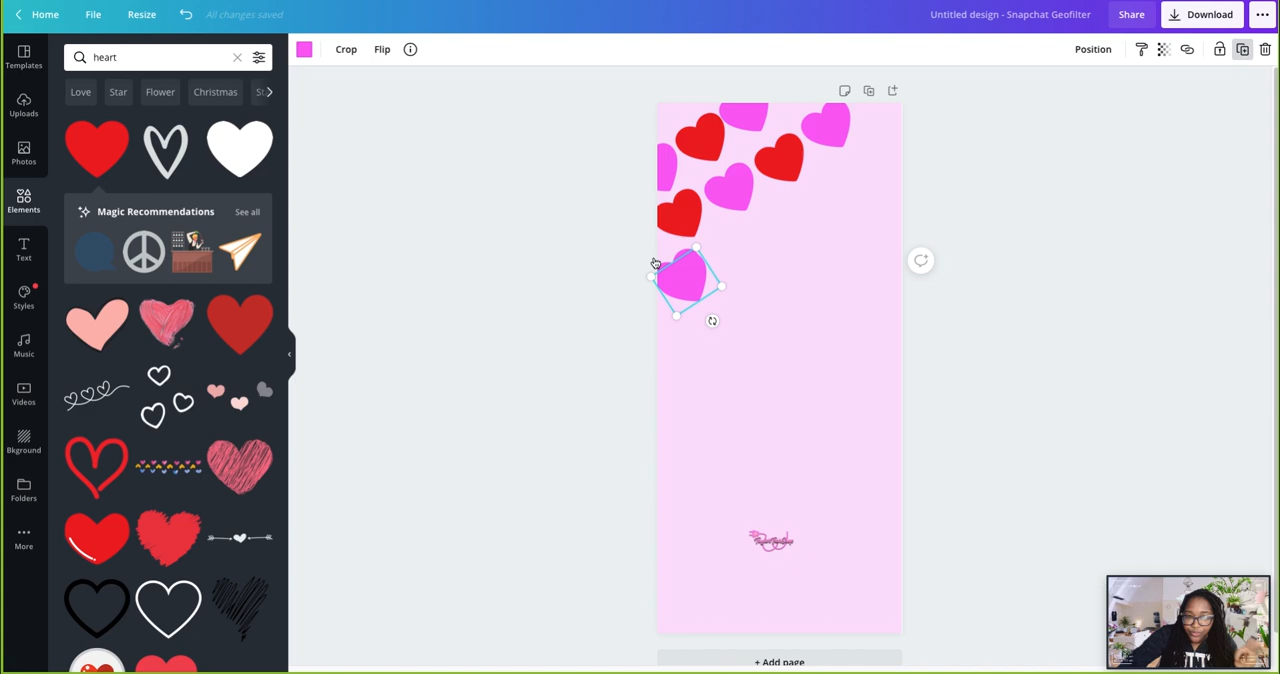 Home File Resize All changes saved Untitled design - Snapchat Geofilter Share Download
heart
Crop Flip Position
Templates
Love Star Flower Christmas
Uploads
Photos
Elements
Magic Recommendations See all
Text
Styles
Music
Videos
Bkground
Folders
More
+ Add page